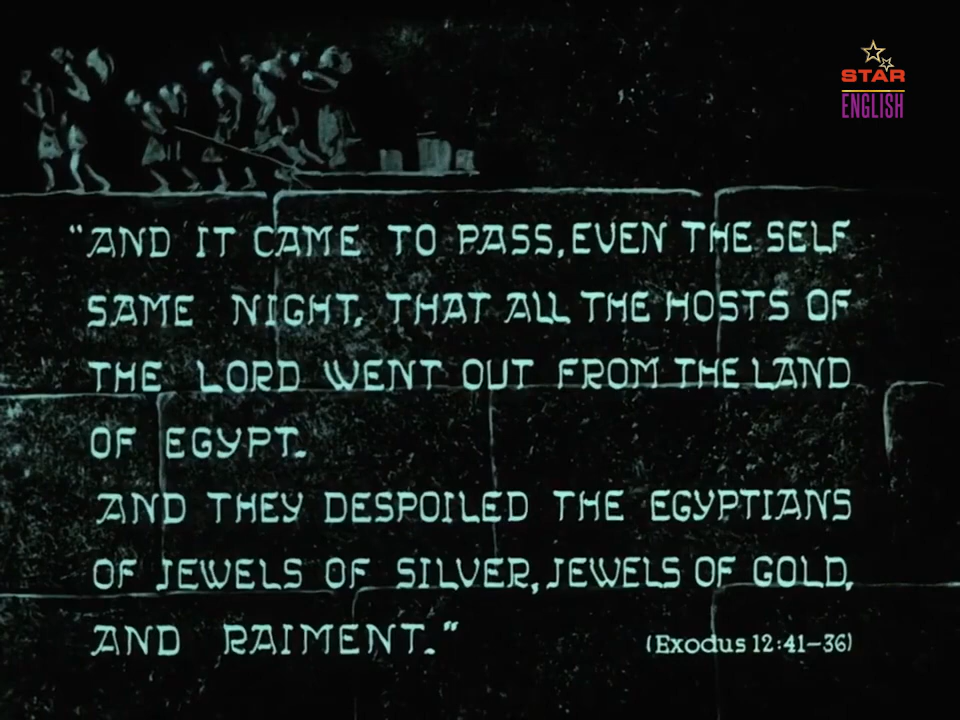 STAR
ENGLISH
"AND IT CAME TO PASS, EVEN THE SELF
SAME NIGHT, THAT ALL THE HOSTS OF
THE LORD WENT OUT FROM THE LAND
OF EGYPT.
AND THEY DESPOILED THE EGYPTIANS
OF JEWELS OF SILVER, JEWELS OF GOLD,
AND RAIMENT."
(Exodus 12:41-36)